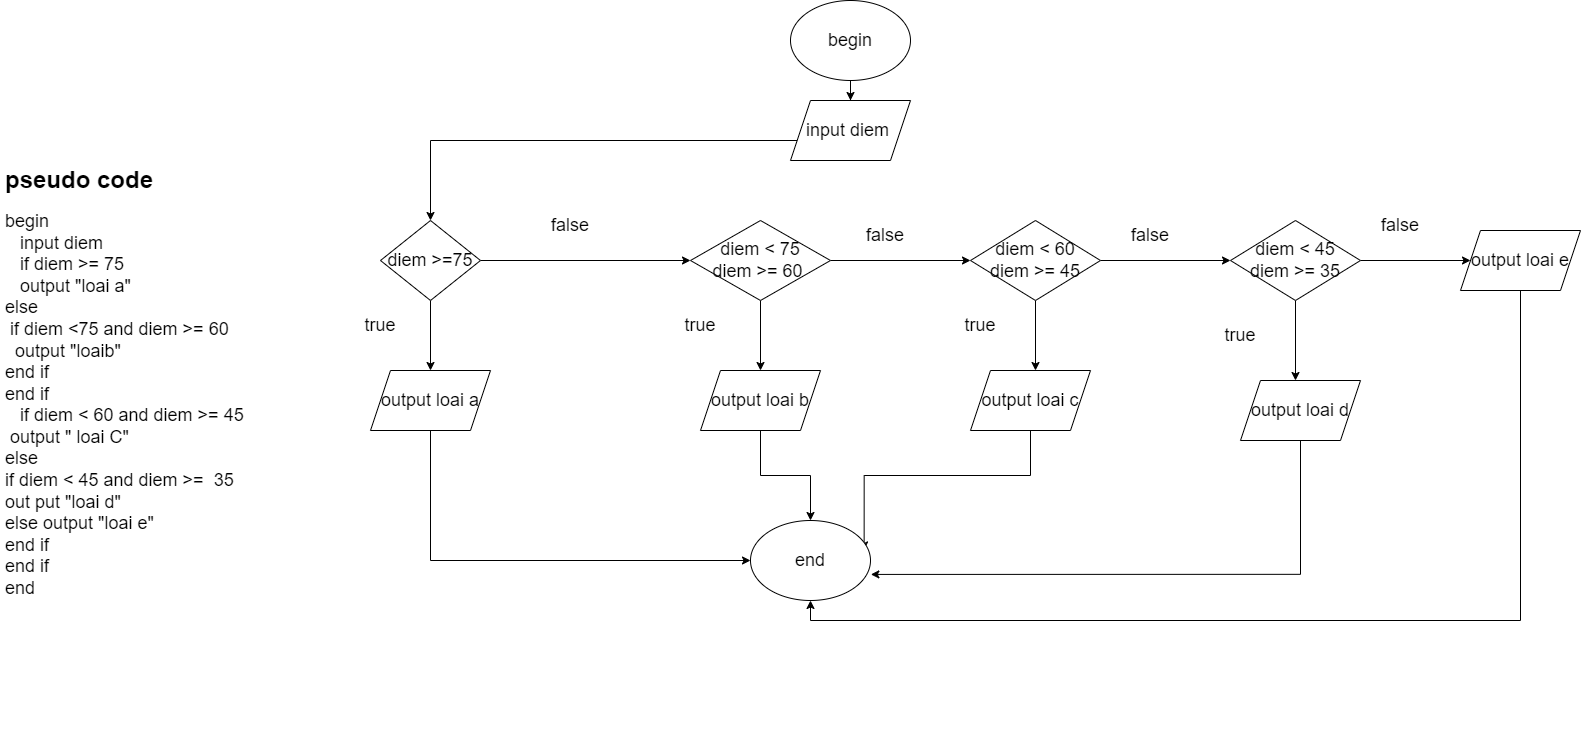 begin
input diem
pseudo code
begin
input diem
if diem >= 75
output "loai a"
else
if diem <75 and diem >= 60
output "loaib"
end if
end if
if diem < 60 and diem >= 45
output " loai C"
else
if diem < 45 and diem >= 35
out put "loai d"
else output "loai e"
end if
end if
end
diem >=75
false
diem < 75
diem >= 60
false
diem < 60
diem >= 45
false
diem < 45
diem >= 35
false
output loai e
true
true
true
true
output loai a
output loai b
output loai c
output loai d
end